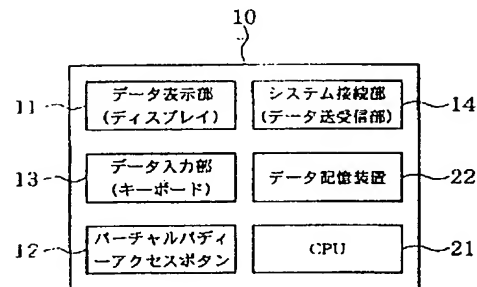 10
11
データ表示部
(ディスプレイ)
システム接続部
(データ送受信部)
14
13
データ入力部
(キーボード)
データ記憶装置
22
12
バーチャルバディ
ーアクセスボタン
CPU
21